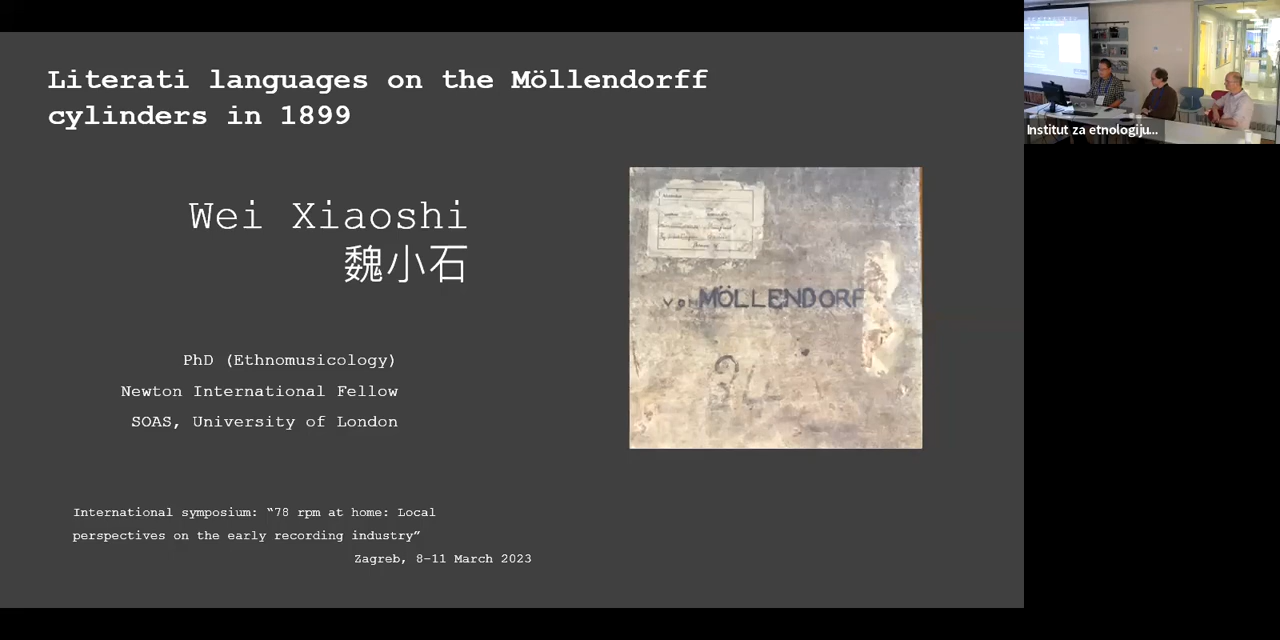 Literati languages on the Möllendorff
cylinders in 1899
Wei Xiaoshi
魏小石
PhD (Ethnomusicology)
Newton International Fellow
SOAS, University of London
von MÖLLENDORF
International symposium: “78 rpm at home: Local
perspectives on the early recording industry”
Zagreb, 8–11 March 2023
Institut za etnologiju...